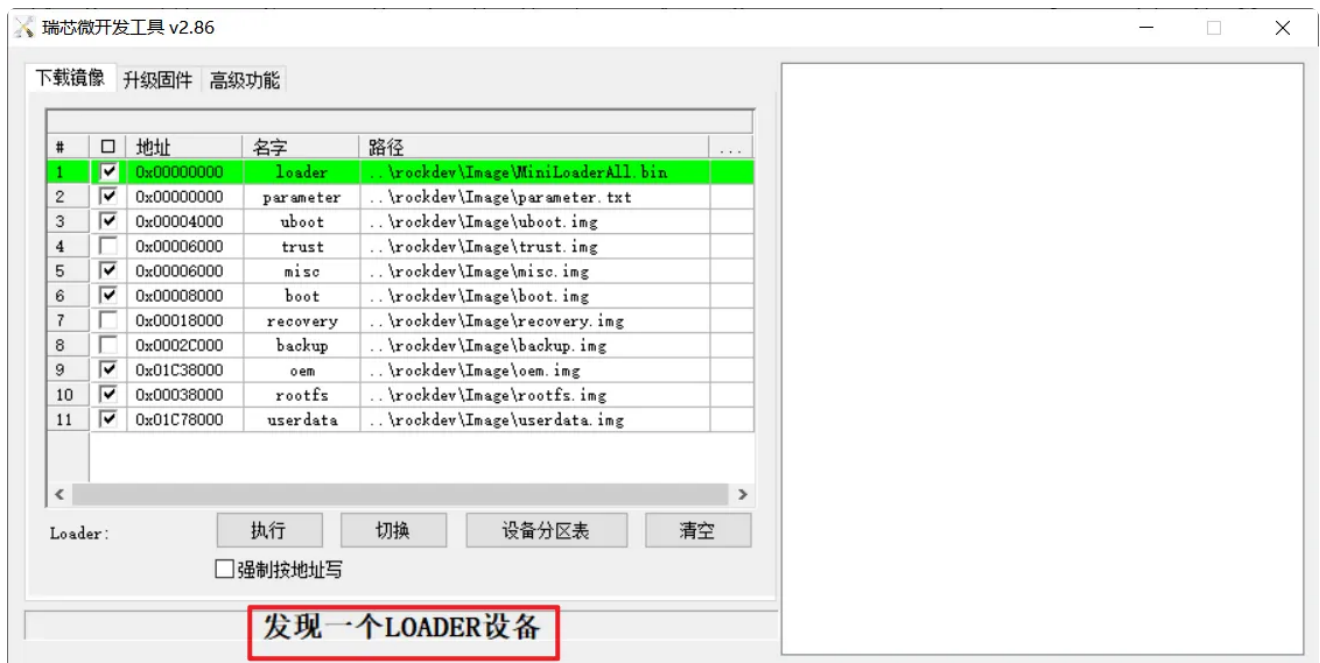 瑞芯微开发工具 v2.86
下载镜像 升级固件 高级功能
# 地址 名字 路径 ...
1 0x00000000 loader ..\rockdev\Image\MiniLoaderAll.bin
2 0x00000000 parameter ..\rockdev\Image\parameter.txt
3 0x00004000 uboot ..\rockdev\Image\uboot.img
4 0x00006000 trust ..\rockdev\Image\trust.img
5 0x00006000 misc ..\rockdev\Image\misc.img
6 0x00008000 boot ..\rockdev\Image\boot.img
7 0x00018000 recovery ..\rockdev\Image\recovery.img
8 0x0002C000 backup ..\rockdev\Image\backup.img
9 0x01C38000 oem ..\rockdev\Image\oem.img
10 0x00038000 rootfs ..\rockdev\Image\rootfs.img
11 0x01C78000 userdata ..\rockdev\Image\userdata.img
Loader: 执行 切换 设备分区表 清空
强制按地址写
发现一个LOADER设备